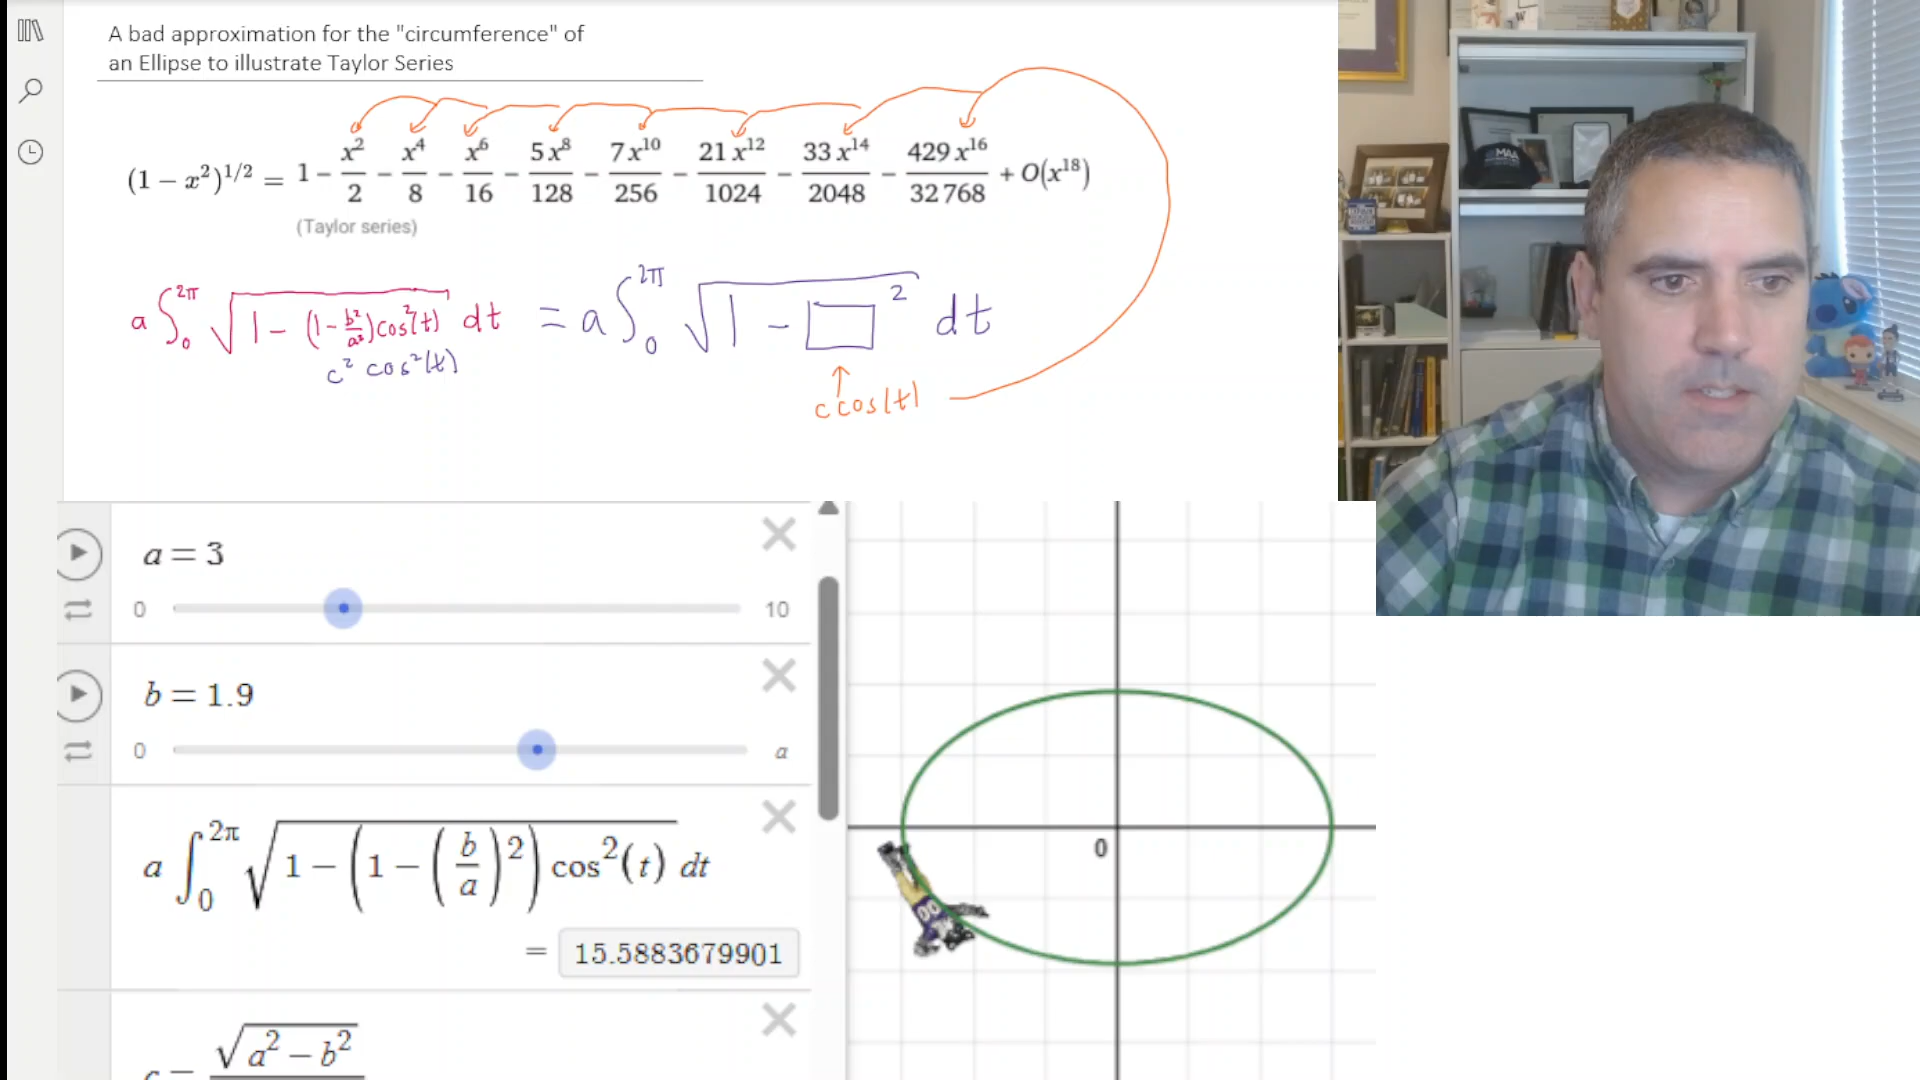 A bad approximation for the "circumference" of
an Ellipse to illustrate Taylor Series
(1 − x²)^1/2 = 1 − x²/2 − x⁴/8 − x⁶/16 − 5x⁸/128 − 7x¹⁰/256 − 21x¹²/1024 − 33x¹⁴/2048 − 429x¹⁶/32768 + O(x¹⁸)
(Taylor series)
a ∫₀^2π √(1 − (1 − b²/a²)cos²(t)) dt = a ∫₀^2π √(1 − □²) dt
c² cos²(t)
↑
c cos(t)
a = 3
0 10
b = 1.9
0 a
a ∫₀^2π √(1 − (1 − (b/a)²) cos²(t)) dt
= 15.5883679901
√(a² − b²)
0
00
MAA